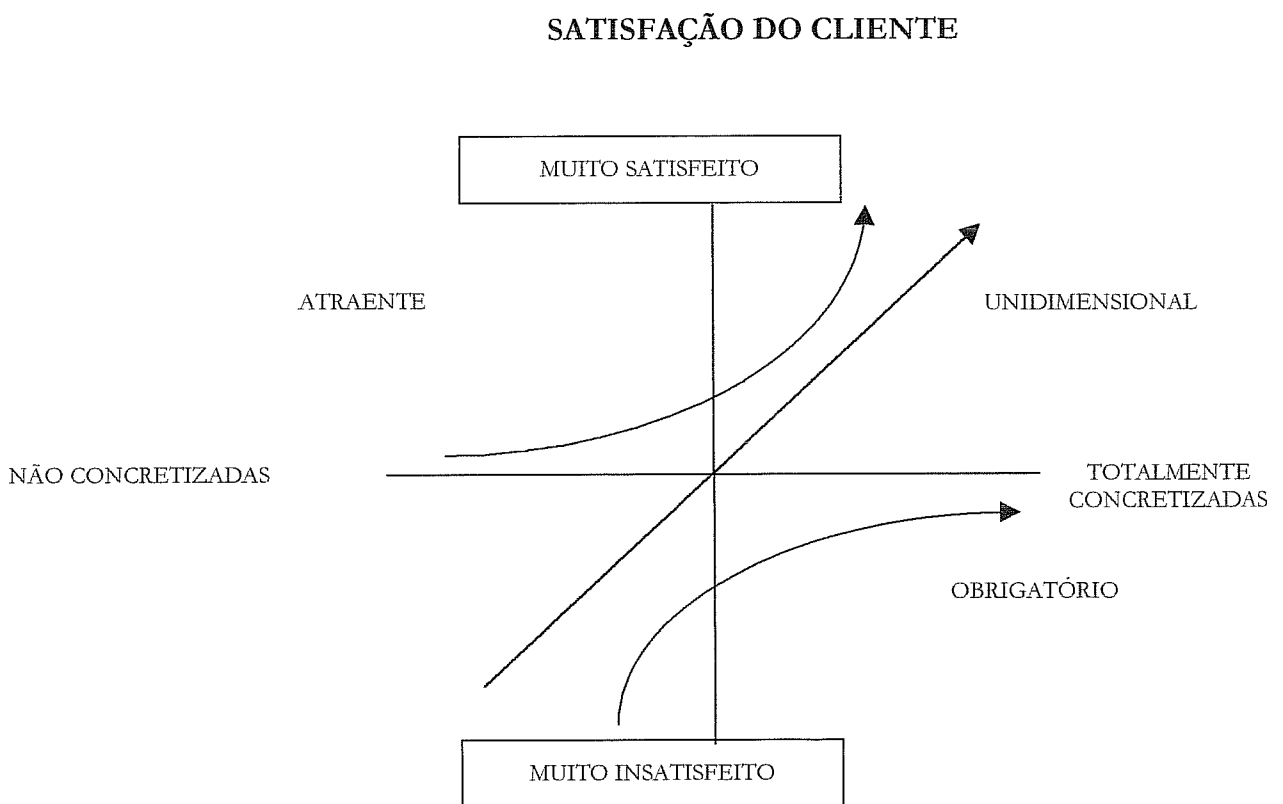 SATISFAÇÃO DO CLIENTE
MUITO SATISFEITO
ATRAENTE
UNIDIMENSIONAL
NÃO CONCRETIZADAS
TOTALMENTE
CONCRETIZADAS
OBRIGATÓRIO
MUITO INSATISFEITO